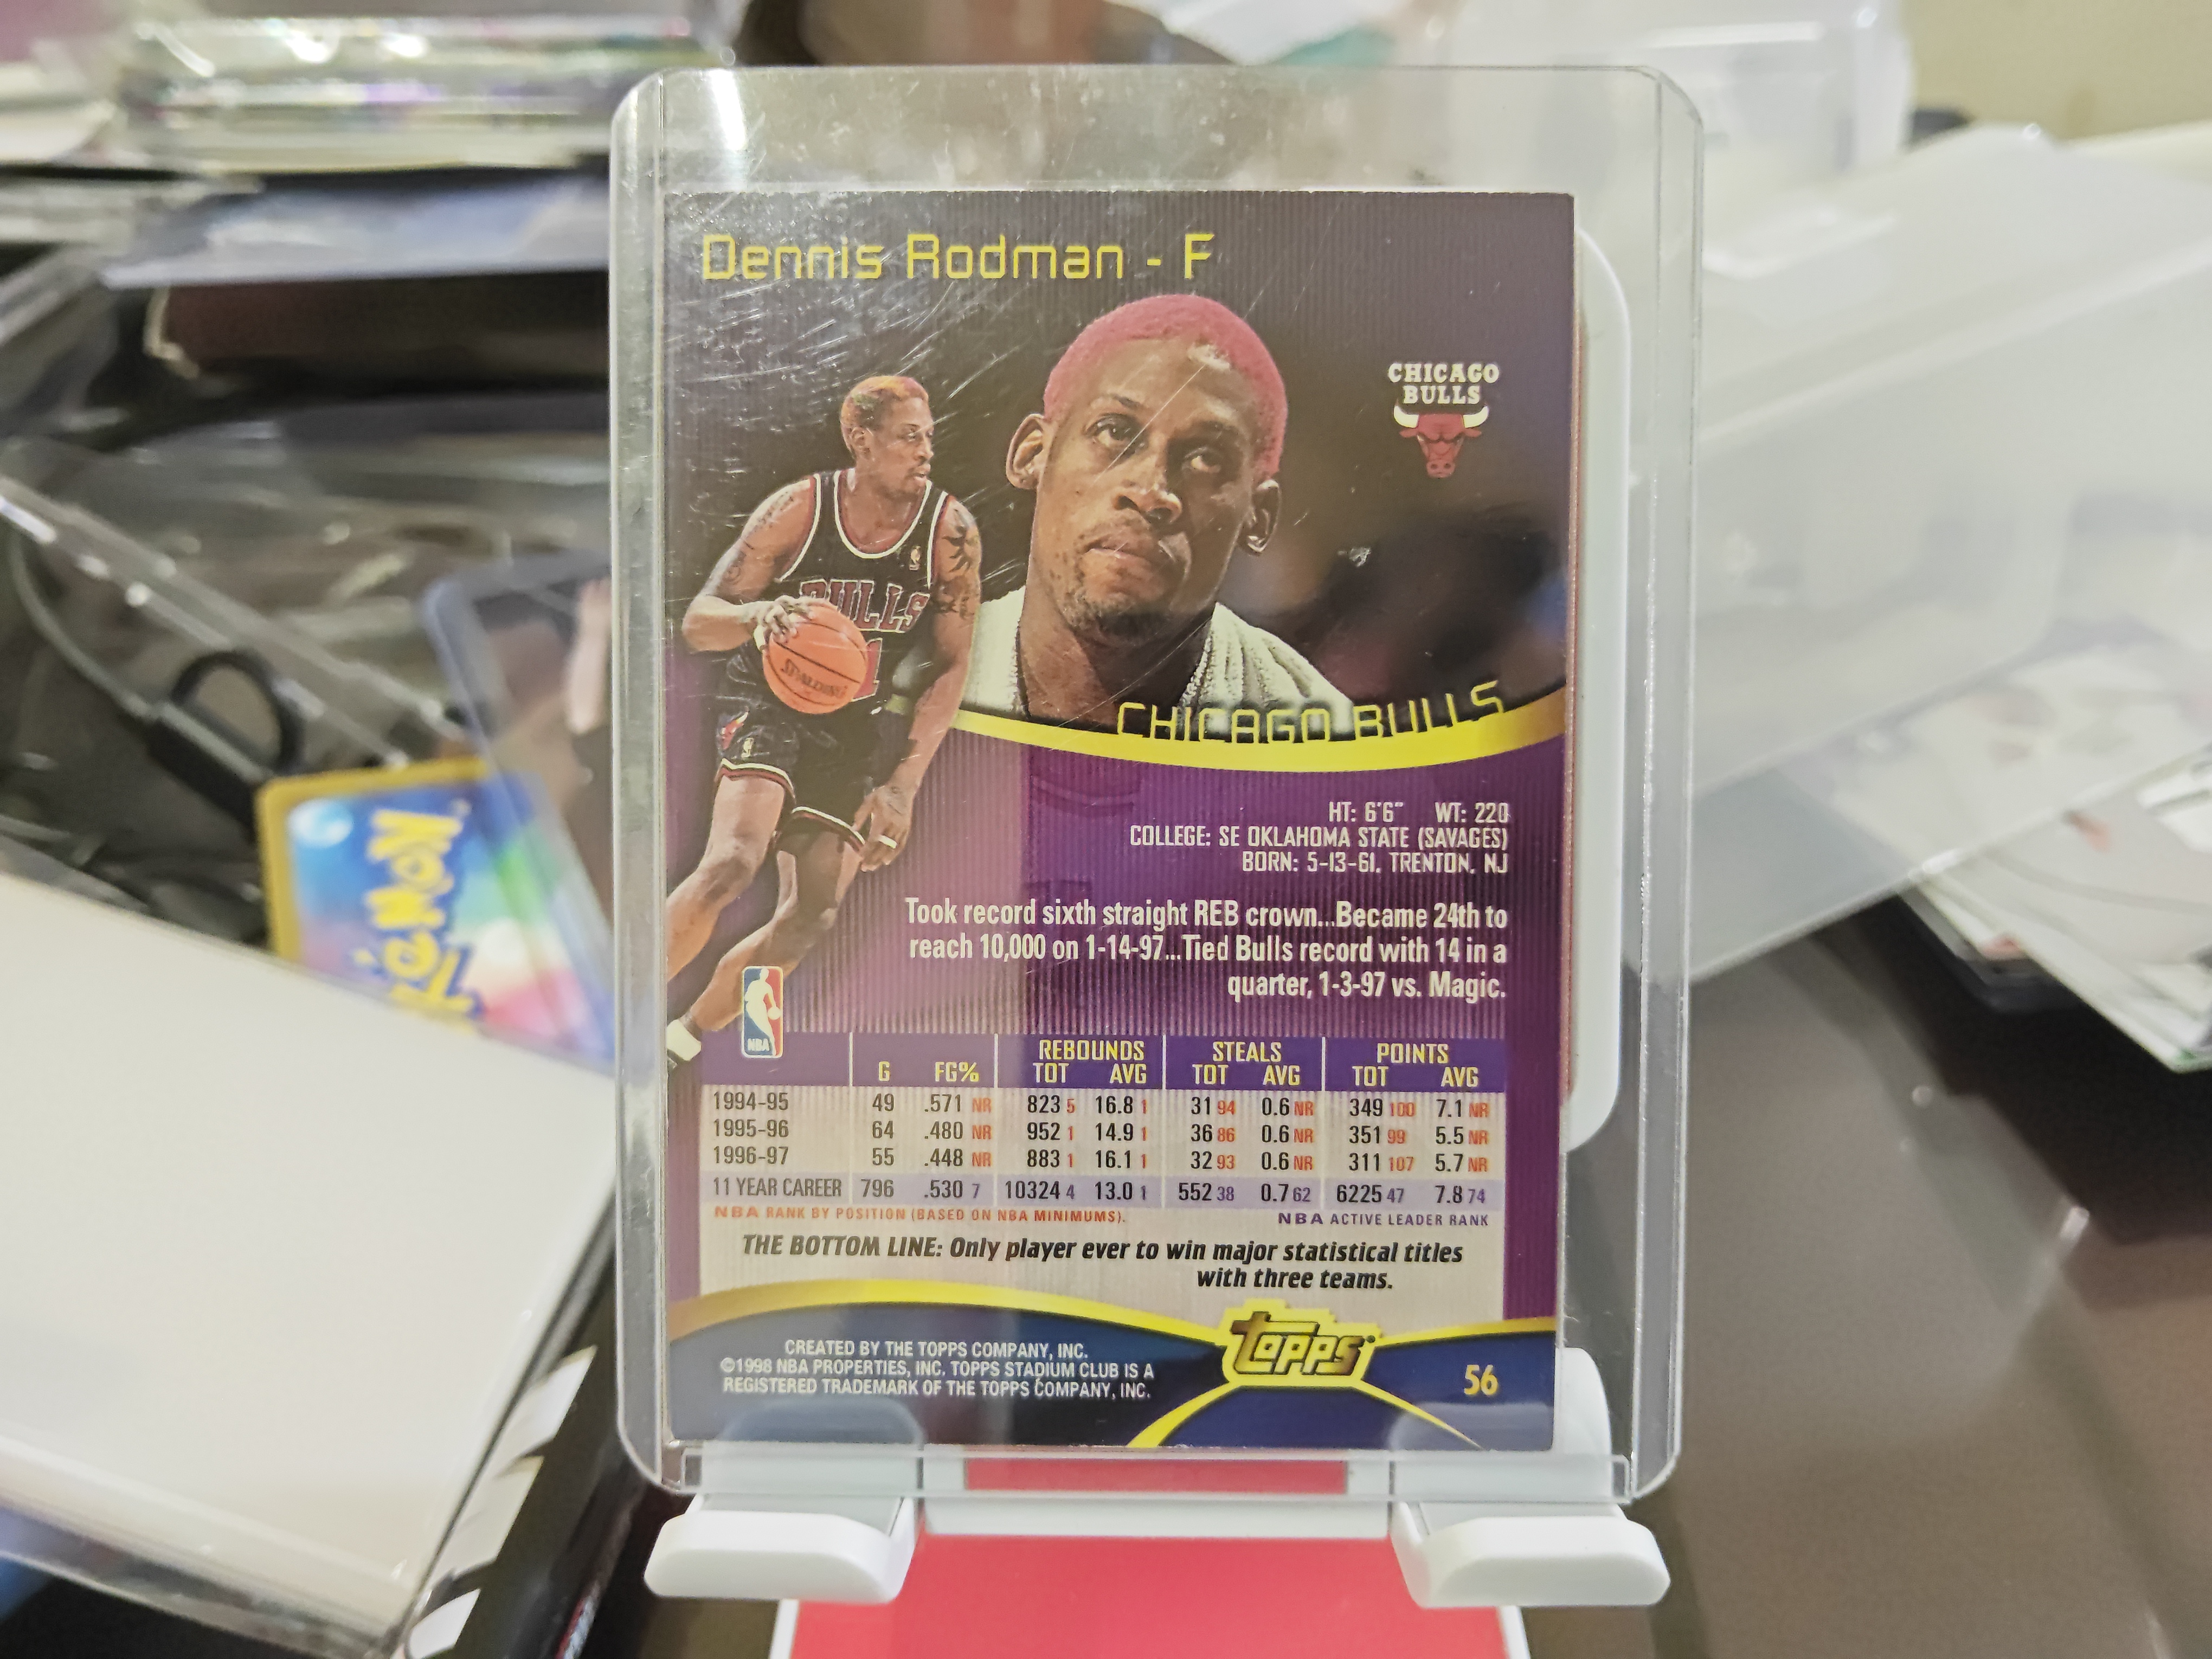 Dennis Rodman - F
CHICAGO
BULLS
BULLS
SPALDING
CHICAGO BULLS
HT: 6'6" WT: 220
COLLEGE: SE OKLAHOMA STATE (SAVAGES)
BORN: 5-13-61, TRENTON, NJ
Took record sixth straight REB crown...Became 24th to
reach 10,000 on 1-14-97...Tied Bulls record with 14 in a
quarter, 1-3-97 vs. Magic.
NBA
REBOUNDS STEALS POINTS
G FG% TOT AVG TOT AVG TOT AVG
1994-95 49 .571 NR 823 5 16.8 1 31 94 0.6 NR 349 100 7.1 NR
1995-96 64 .480 NR 952 1 14.9 1 36 86 0.6 NR 351 99 5.5 NR
1996-97 55 .448 NR 883 1 16.1 1 32 93 0.6 NR 311 107 5.7 NR
11 YEAR CAREER 796 .530 7 10324 4 13.0 1 552 38 0.7 62 6225 47 7.8 74
NBA RANK BY POSITION (BASED ON NBA MINIMUMS). NBA ACTIVE LEADER RANK
THE BOTTOM LINE: Only player ever to win major statistical titles
with three teams.
CREATED BY THE TOPPS COMPANY, INC.
©1998 NBA PROPERTIES, INC. TOPPS STADIUM CLUB IS A
REGISTERED TRADEMARK OF THE TOPPS COMPANY, INC.
Topps
56